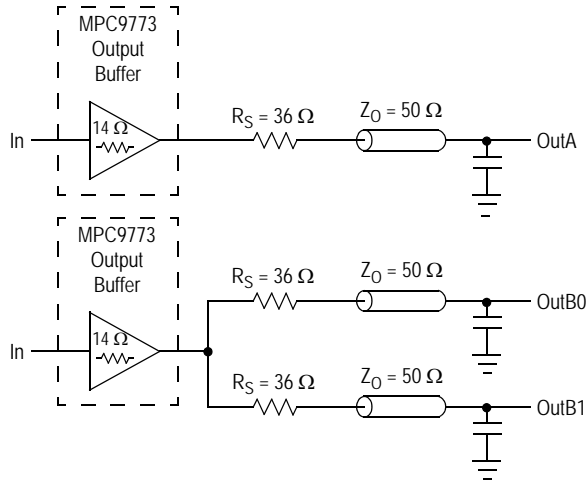 MPC9773
Output
Buffer
In
14 Ω
R_S = 36 Ω
Z_O = 50 Ω
OutA
MPC9773
Output
Buffer
In
14 Ω
R_S = 36 Ω
Z_O = 50 Ω
OutB0
R_S = 36 Ω
Z_O = 50 Ω
OutB1